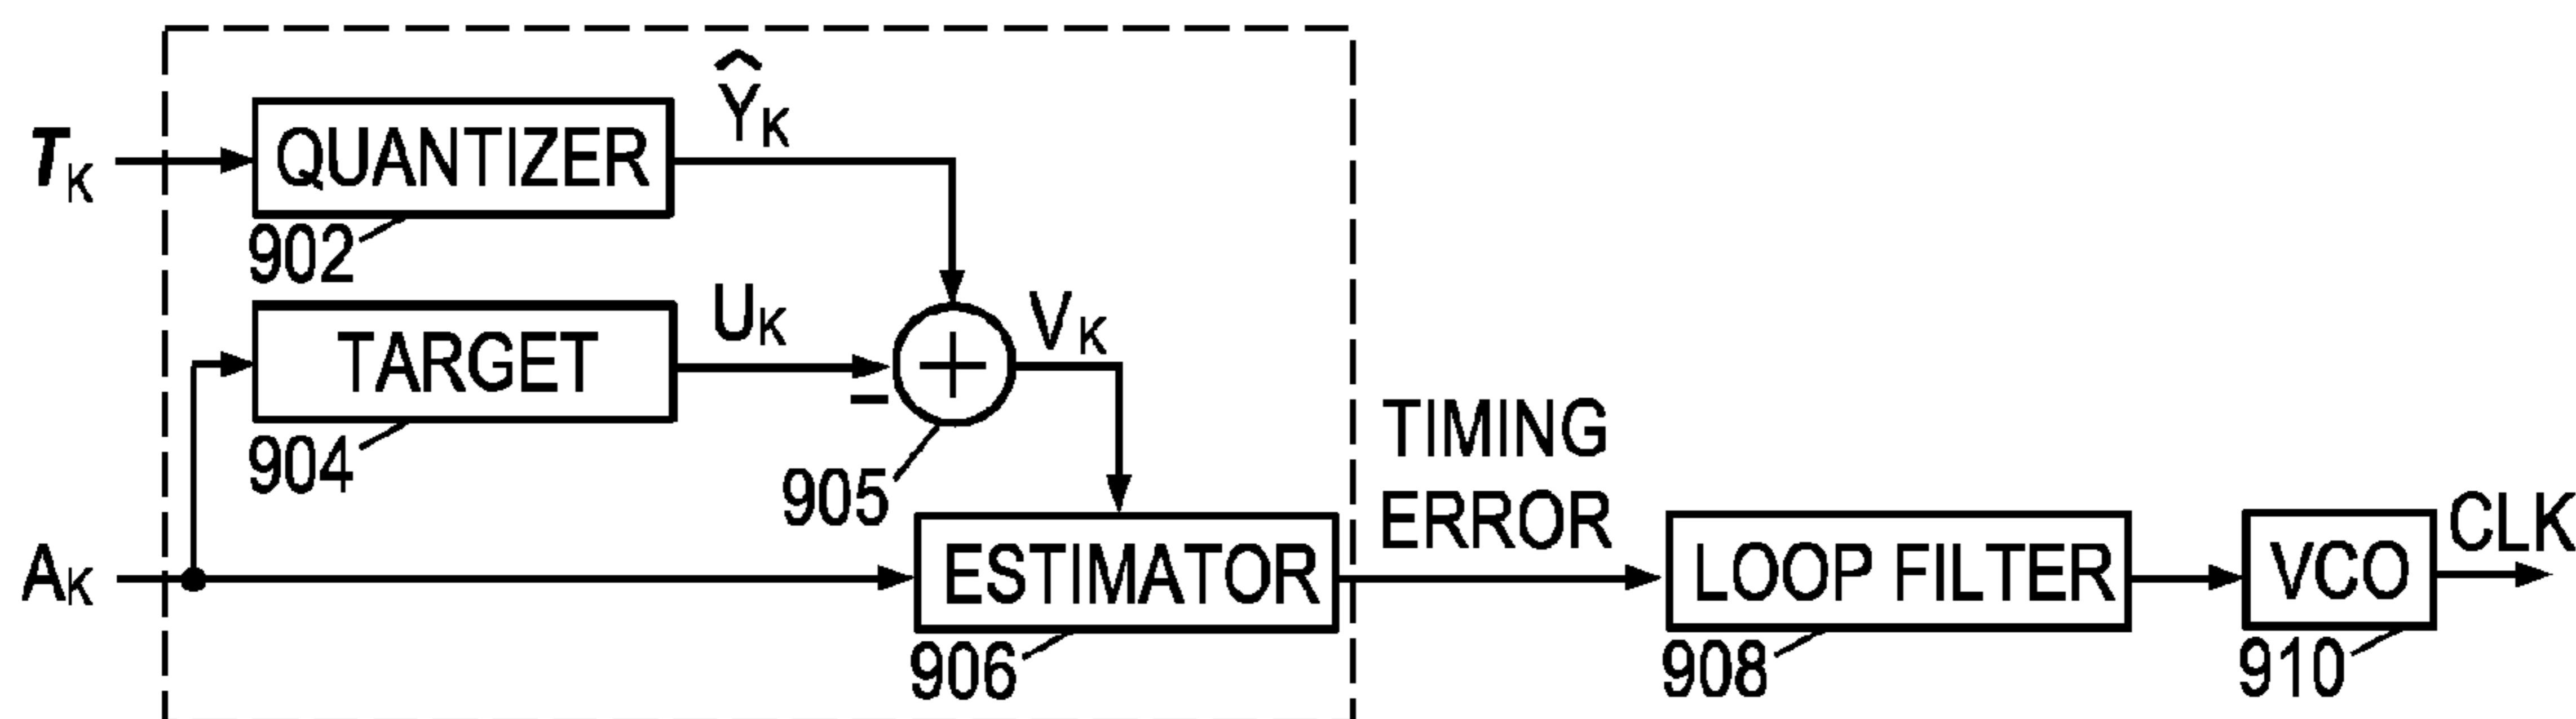 T_K
QUANTIZER
Ŷ_K
902
TARGET
U_K
V_K
904
905
A_K
ESTIMATOR
906
TIMING
ERROR
LOOP FILTER
908
VCO
910
CLK